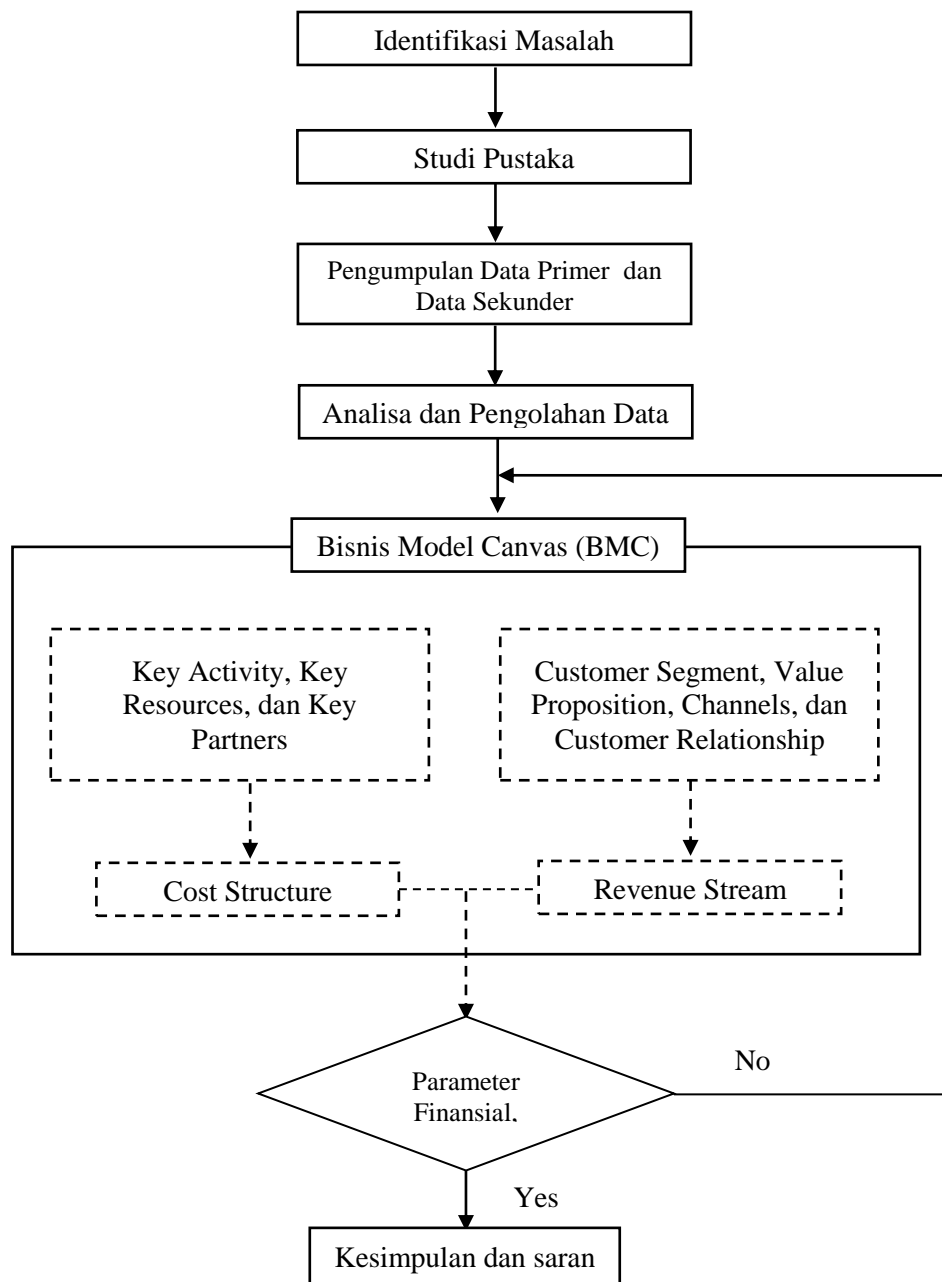 Identifikasi Masalah
Studi Pustaka
Pengumpulan Data Primer dan
Data Sekunder
Analisa dan Pengolahan Data
Bisnis Model Canvas (BMC)
Key Activity, Key
Resources, dan Key
Partners
Customer Segment, Value
Proposition, Channels, dan
Customer Relationship
Cost Structure
Revenue Stream
Parameter
Finansial,
No
Yes
Kesimpulan dan saran